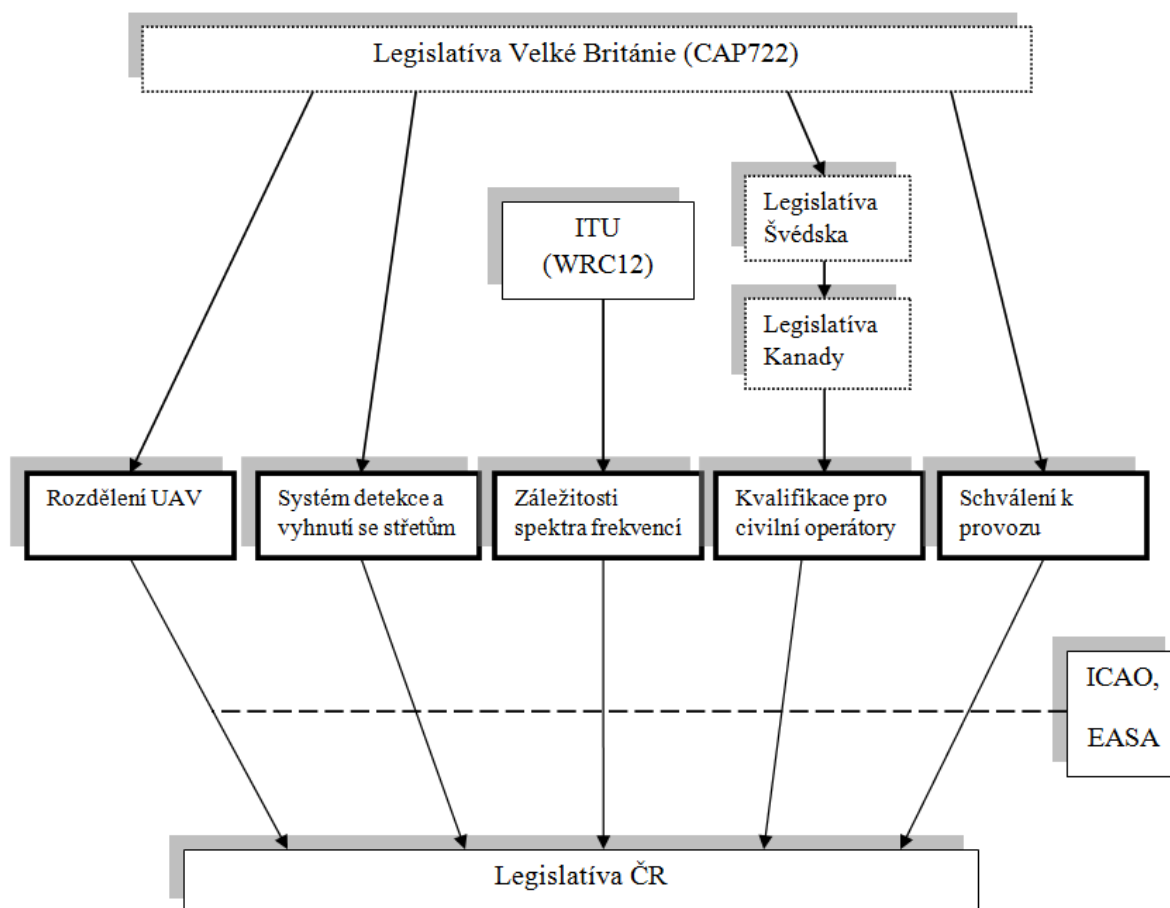 Legislatíva Velké Británie (CAP722)
Legislatíva
Švédska
ITU
(WRC12)
Legislatíva
Kanady
Rozdělení UAV
Systém detekce a
vyhnutí se střetům
Záležitosti
spektra frekvencí
Kvalifikace pro
civilní operátory
Schválení k
provozu
ICAO,
EASA
Legislatíva ČR